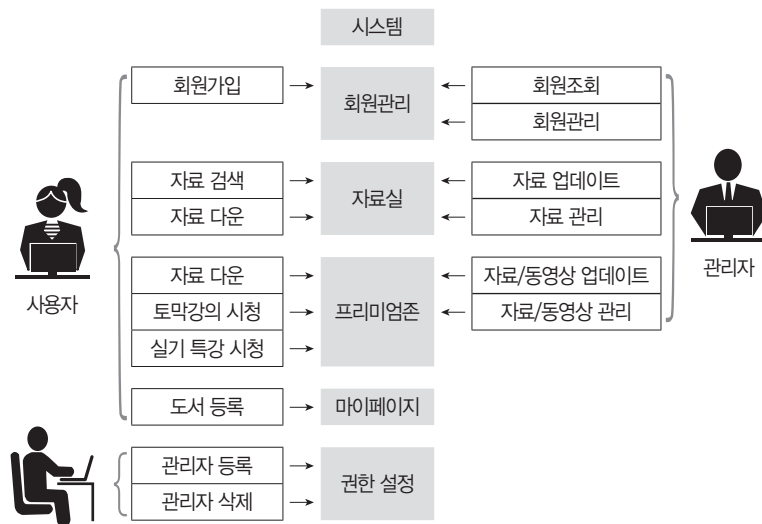 시스템
회원가입
회원관리
회원조회
회원관리
자료 검색
자료 다운
자료실
자료 업데이트
자료 관리
사용자
관리자
자료 다운
토막강의 시청
실기 특강 시청
프리미엄존
자료/동영상 업데이트
자료/동영상 관리
도서 등록
마이페이지
관리자 등록
관리자 삭제
권한 설정